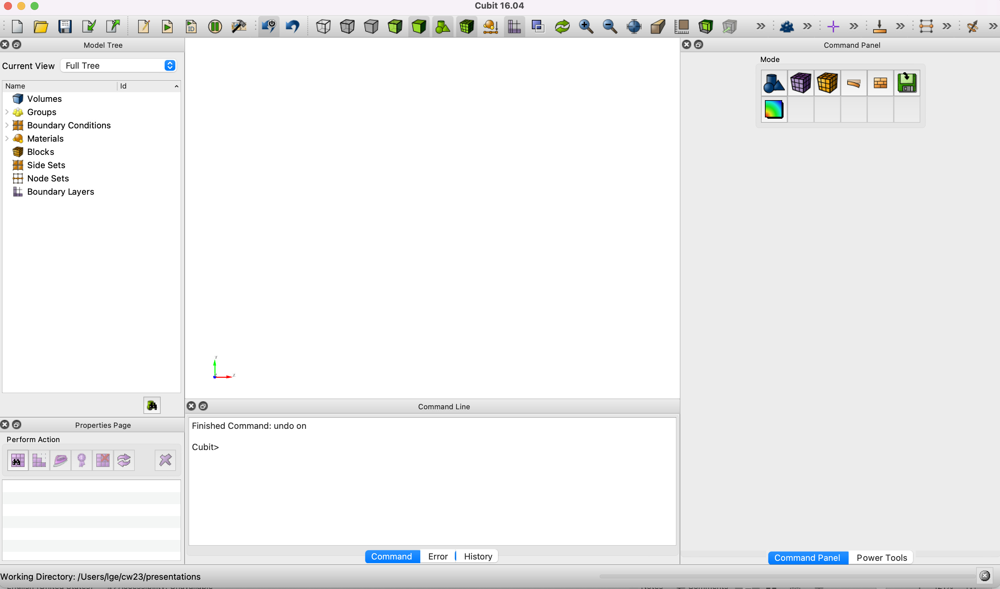 Cubit 16.04
ID
Model Tree
Current View Full Tree
Name Id
Volumes
Groups
Boundary Conditions
Materials
Blocks
Side Sets
Node Sets
Boundary Layers
Properties Page
Perform Action
Y
Z
X
Command Line
Finished Command: undo on
Cubit>
Command Error History
Command Panel
Mode
Command Panel Power Tools
Working Directory: /Users/lge/cw23/presentations